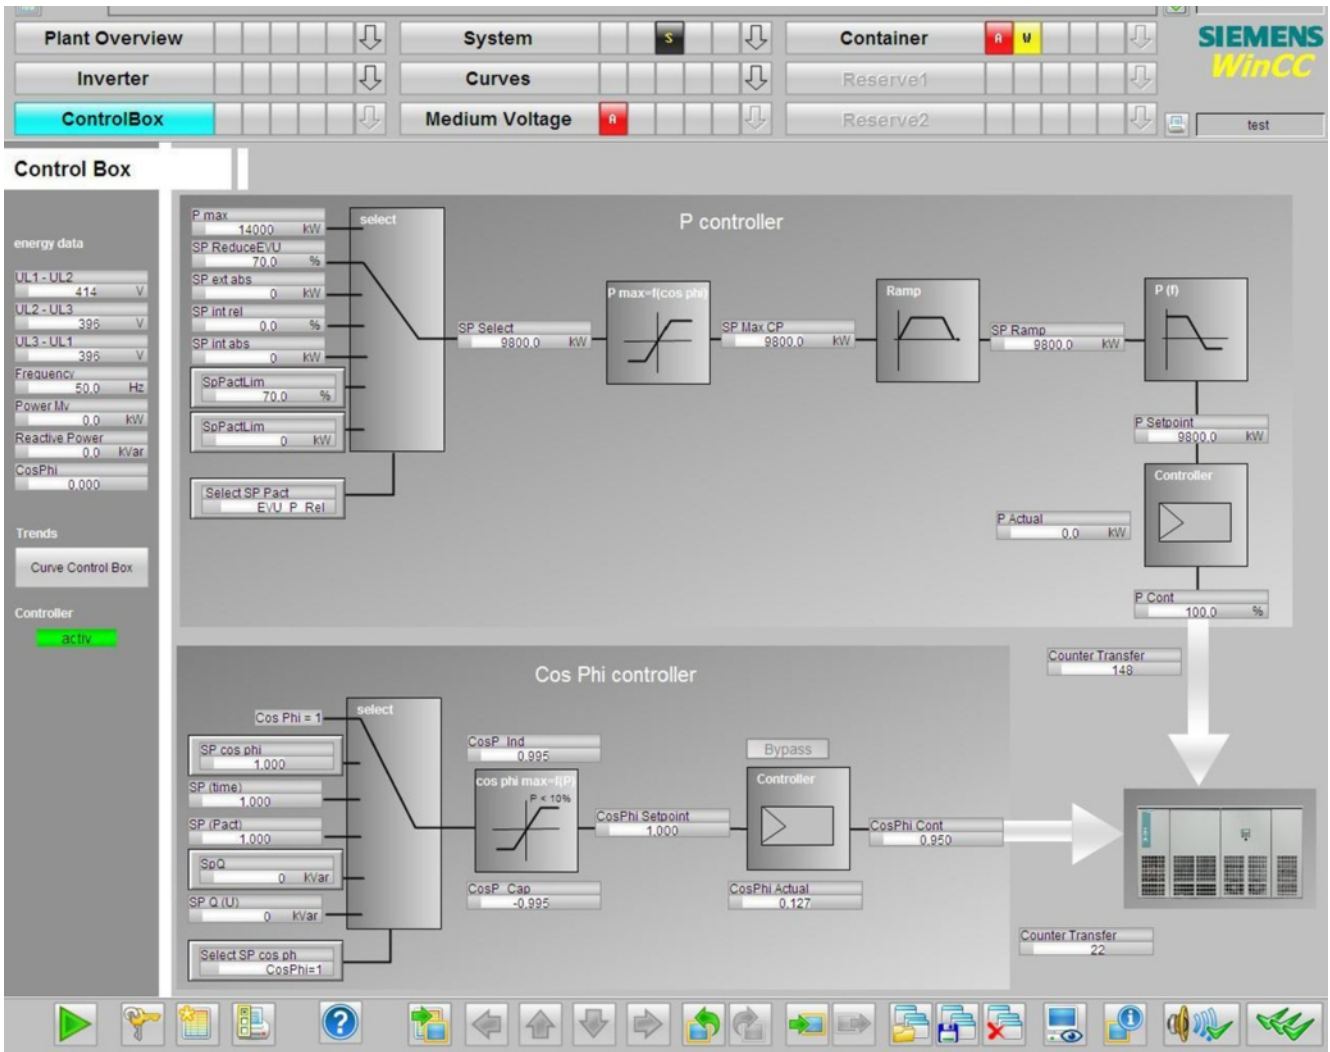 Plant Overview
System
S
Container
A
W
SIEMENS
WinCC
Inverter
Curves
Reserve1
ControlBox
Medium Voltage
A
Reserve2
test
Control Box
energy data
UL1 - UL2
414 V
UL2 - UL3
396 V
UL3 - UL1
396 V
Frequency
50.0 Hz
Power Mv
0.0 kW
Reactive Power
0.0 kVar
CosPhi
0.000
Trends
Curve Control Box
Controller
activ
P controller
P max
14000 kW
SP ReduceEVU
70.0 %
SP ext abs
0 kW
SP int rel
0.0 %
SP int abs
0 kW
SpPactLim
70.0 %
SpPactLim
0 kW
Select SP Pact
EVU_P_Rel
select
SP Select
9800.0 kW
P max=f(cos phi)
SP Max CP
9800.0 kW
Ramp
SP Ramp
9800.0 kW
P (f)
P Setpoint
9800.0 kW
Controller
P Actual
0.0 kW
P Cont
100.0 %
Counter Transfer
148
Cos Phi controller
Cos Phi = 1
SP cos phi
1.000
SP (time)
1.000
SP (Pact)
1.000
SpQ
0 kVar
SP Q (U)
0 kVar
Select SP cos ph
CosPhi=1
select
CosP_Ind
0.995
cos phi max=f(P)
P < 10%
CosP_Cap
-0.995
CosPhi Setpoint
1.000
Bypass
Controller
CosPhi Actual
0.127
CosPhi Cont
0.950
Counter Transfer
22